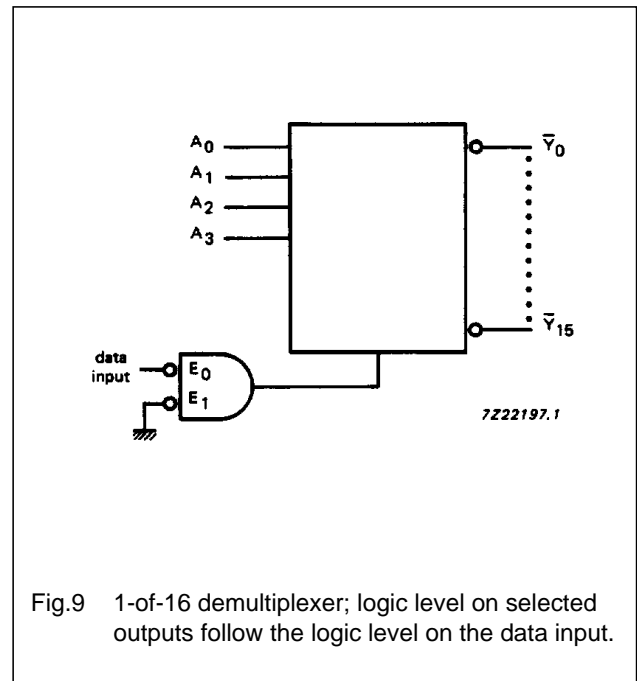 A0
A1
A2
A3
Y̅0
Y̅15
data
input
E0
E1
7Z22197.1
Fig.9 1-of-16 demultiplexer; logic level on selected
outputs follow the logic level on the data input.